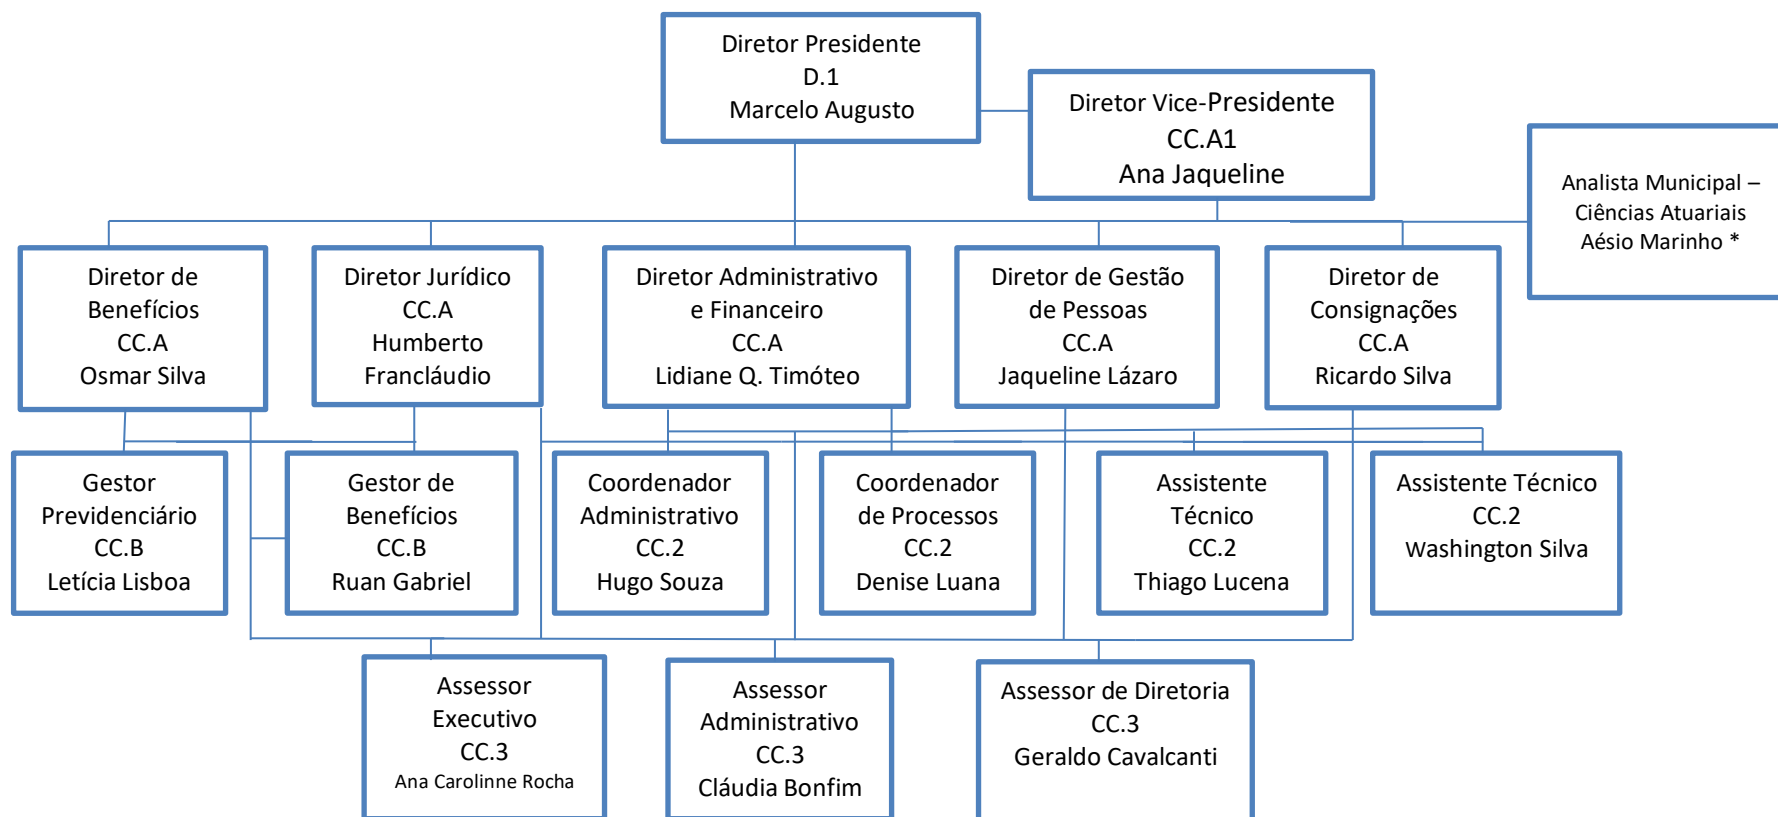 Diretor Presidente
D.1
Marcelo Augusto
Diretor Vice-Presidente
CC.A1
Ana Jaqueline
Analista Municipal –
Ciências Atuariais
Aésio Marinho *
Diretor de
Benefícios
CC.A
Osmar Silva
Diretor Jurídico
CC.A
Humberto
Francláudio
Diretor Administrativo
e Financeiro
CC.A
Lidiane Q. Timóteo
Diretor de Gestão
de Pessoas
CC.A
Jaqueline Lázaro
Diretor de
Consignações
CC.A
Ricardo Silva
Gestor
Previdenciário
CC.B
Letícia Lisboa
Gestor de
Benefícios
CC.B
Ruan Gabriel
Coordenador
Administrativo
CC.2
Hugo Souza
Coordenador
de Processos
CC.2
Denise Luana
Assistente
Técnico
CC.2
Thiago Lucena
Assistente Técnico
CC.2
Washington Silva
Assessor
Executivo
CC.3
Ana Carolinne Rocha
Assessor
Administrativo
CC.3
Cláudia Bonfim
Assessor de Diretoria
CC.3
Geraldo Cavalcanti